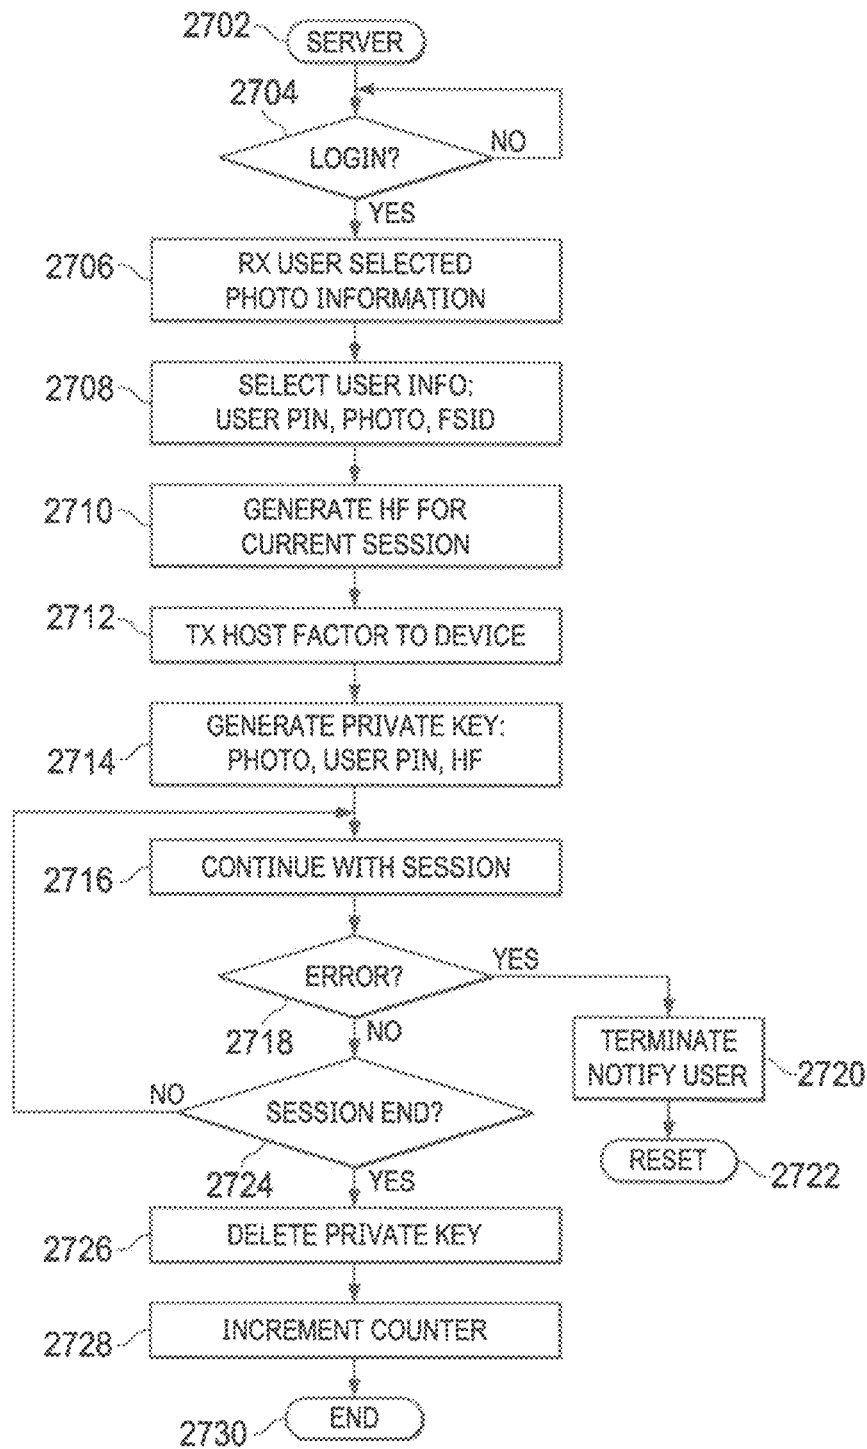 2702
SERVER
2704
LOGIN?
NO
YES
2706
RX USER SELECTED
PHOTO INFORMATION
2708
SELECT USER INFO:
USER PIN, PHOTO, FSID
2710
GENERATE HF FOR
CURRENT SESSION
2712
TX HOST FACTOR TO DEVICE
2714
GENERATE PRIVATE KEY:
PHOTO, USER PIN, HF
2716
CONTINUE WITH SESSION
ERROR?
YES
2718
NO
TERMINATE
NOTIFY USER
2720
NO
SESSION END?
2724
YES
RESET
2722
2726
DELETE PRIVATE KEY
2728
INCREMENT COUNTER
2730
END